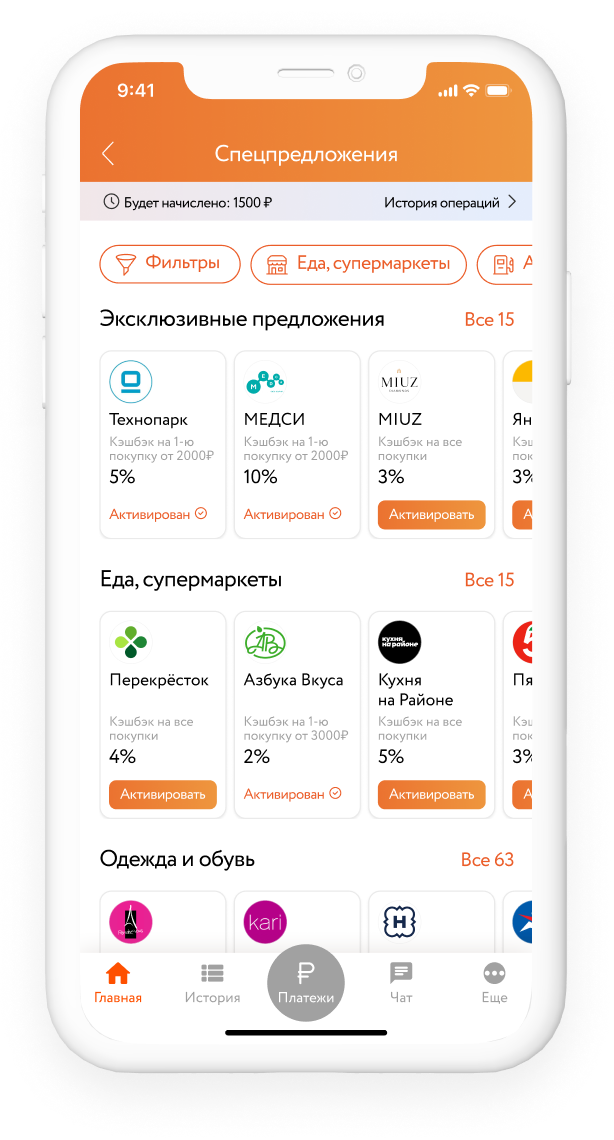 9:41
Спецпредложения
Будет начислено: 1500 ₽
История операций
Фильтры
Еда, супермаркеты
А
Эксклюзивные предложения
Все 15
MIUZ
Технопарк
МЕДСИ
MIUZ
Ян
Кэшбэк на 1-ю
покупку от 2000₽
Кэшбэк на 1-ю
покупку от 2000₽
Кэшбэк на все
покупки
5%
10%
3%
3%
Активирован
Активирован
Активировать
А
Еда, супермаркеты
Все 15
АВ
кухня
на районе
5
Перекрёсток
Азбука Вкуса
Кухня
на Районе
Пя
Кэшбэк на все
покупки
Кэшбэк на 1-ю
покупку от 3000₽
Кэшбэк на все
покупки
4%
2%
5%
3%
Активировать
Активирован
Активировать
А
Одежда и обувь
Все 63
kari
H
Главная
История
Платежи
Чат
Еще